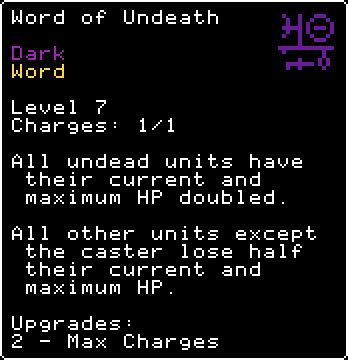 Word of Undeath
Dark
Word
Level 7
Charges: 1/1
All undead units have
their current and
maximum HP doubled.
All other units except
the caster lose half
their current and
maximum HP.
Upgrades:
2 - Max Charges